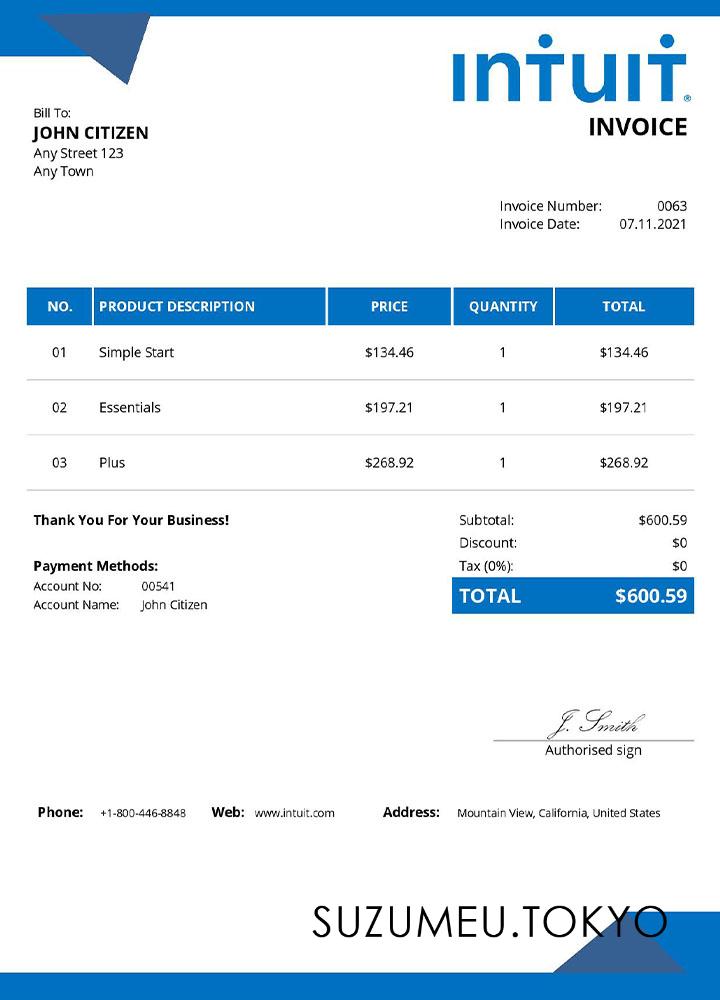 INTUIT®
INVOICE
Bill To:
JOHN CITIZEN
Any Street 123
Any Town
Invoice Number: 0063
Invoice Date: 07.11.2021
NO. PRODUCT DESCRIPTION PRICE QUANTITY TOTAL
01 Simple Start $134.46 1 $134.46
02 Essentials $197.21 1 $197.21
03 Plus $268.92 1 $268.92
Thank You For Your Business!
Payment Methods:
Account No: 00541
Account Name: John Citizen
Subtotal: $600.59
Discount: $0
Tax (0%): $0
TOTAL $600.59
J. Smith
Authorised sign
Phone: +1-800-446-8848 Web: www.intuit.com Address: Mountain View, California, United States
SUZUMEU.TOKYO